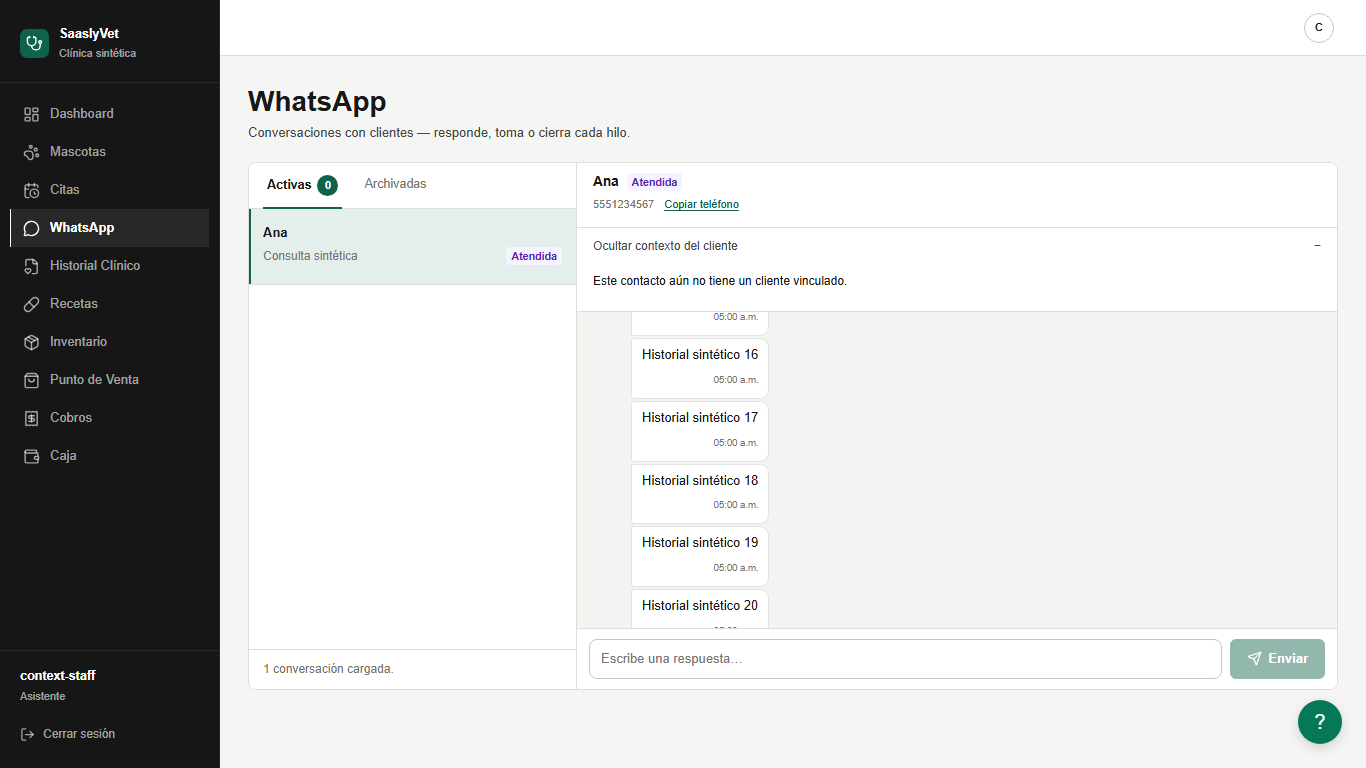 SaaslyVet
Clínica sintética
C
Dashboard
Mascotas
Citas
WhatsApp
Historial Clínico
Recetas
Inventario
Punto de Venta
Cobros
Caja
context-staff
Asistente
Cerrar sesión
WhatsApp
Conversaciones con clientes — responde, toma o cierra cada hilo.
Activas 0 Archivadas
Ana
Consulta sintética Atendida
1 conversación cargada.
Ana Atendida
5551234567 Copiar teléfono
Ocultar contexto del cliente −
Este contacto aún no tiene un cliente vinculado.
05:00 a.m.
Historial sintético 16
05:00 a.m.
Historial sintético 17
05:00 a.m.
Historial sintético 18
05:00 a.m.
Historial sintético 19
05:00 a.m.
Historial sintético 20
Escribe una respuesta... Enviar
?